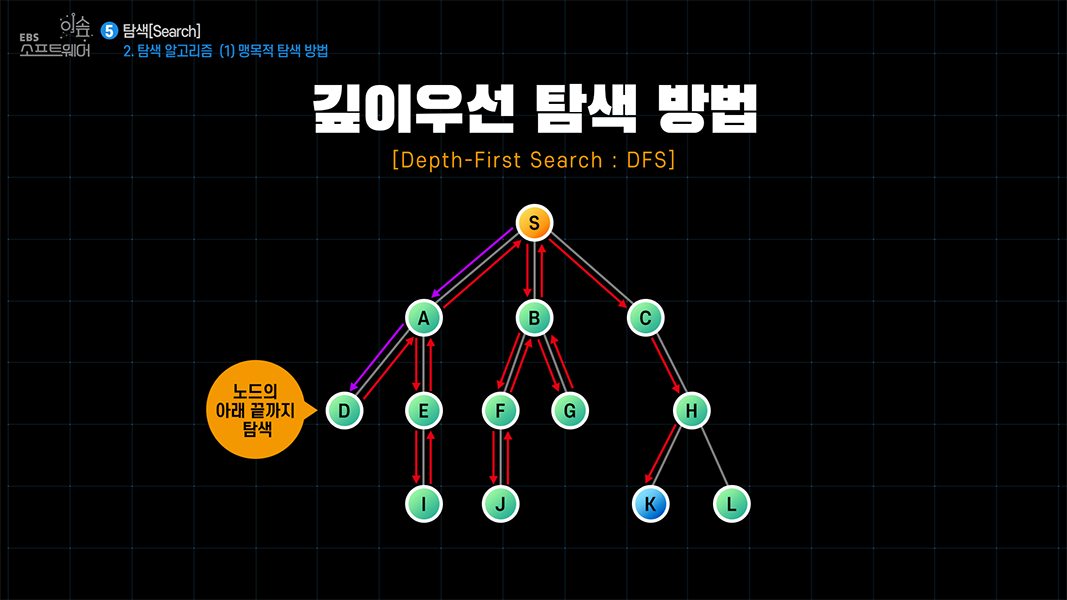 이솦
EBS
소프트웨어
5 탐색[Search]
2. 탐색 알고리즘 (1) 맹목적 탐색 방법
깊이우선 탐색 방법
[Depth-First Search : DFS]
S
A B C
노드의
아래 끝까지
탐색
D E F G H
I J K L